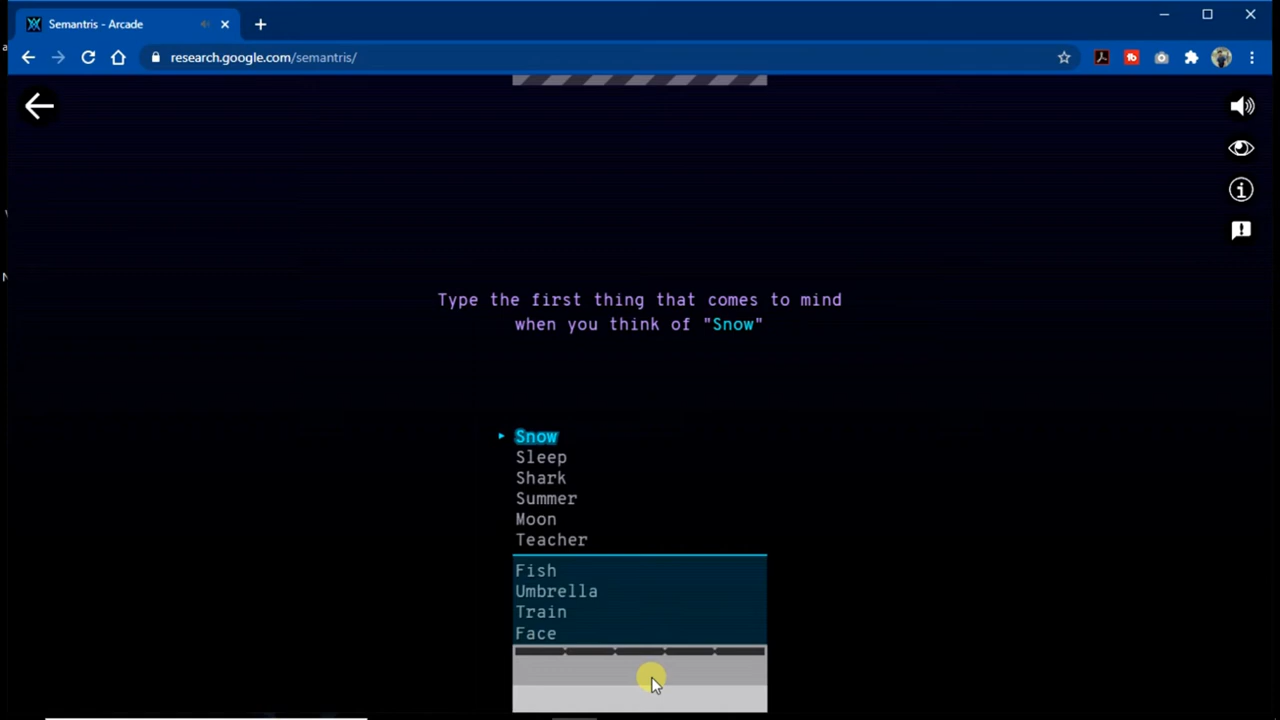 Semantris - Arcade
research.google.com/semantris/
Type the first thing that comes to mind
when you think of "Snow"
Snow
Sleep
Shark
Summer
Moon
Teacher
Fish
Umbrella
Train
Face